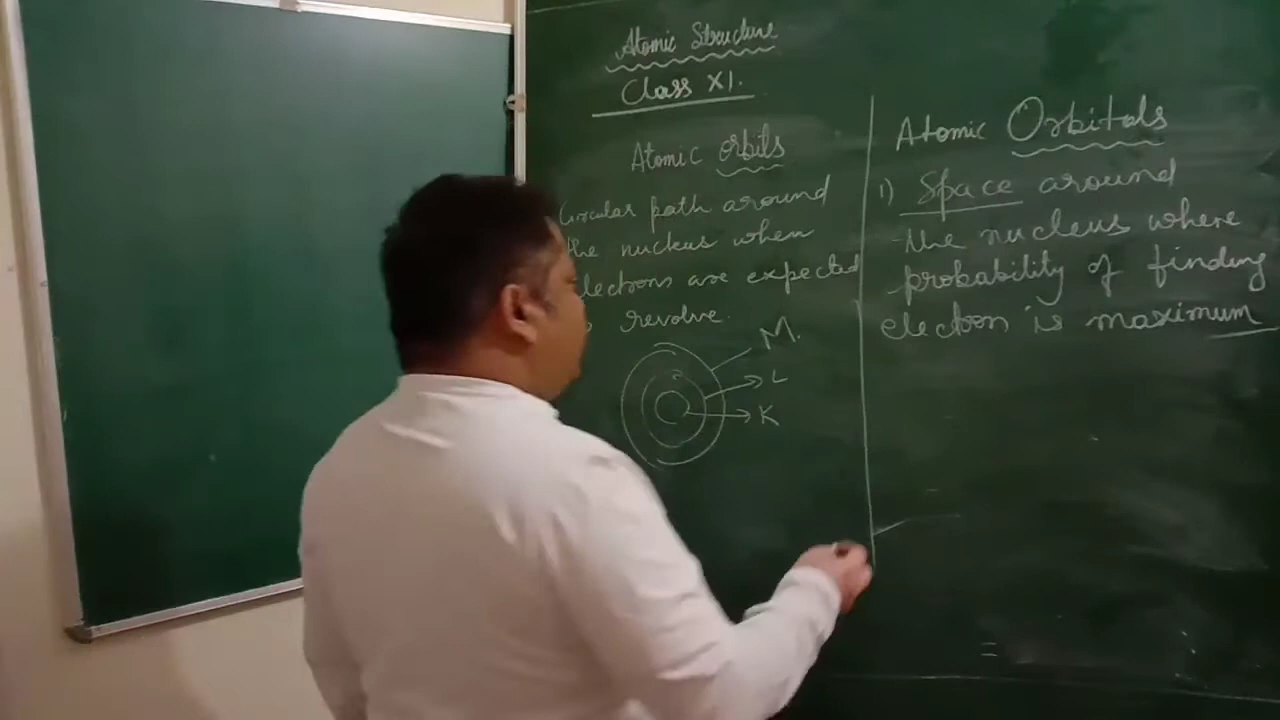 Atomic Structure
Class XI.
Atomic orbits
Circular path around
the nucleus when
electrons are expected
revolve.
M.
L
K
Atomic Orbitals
1) Space around
the nucleus where
probability of finding
electron is maximum